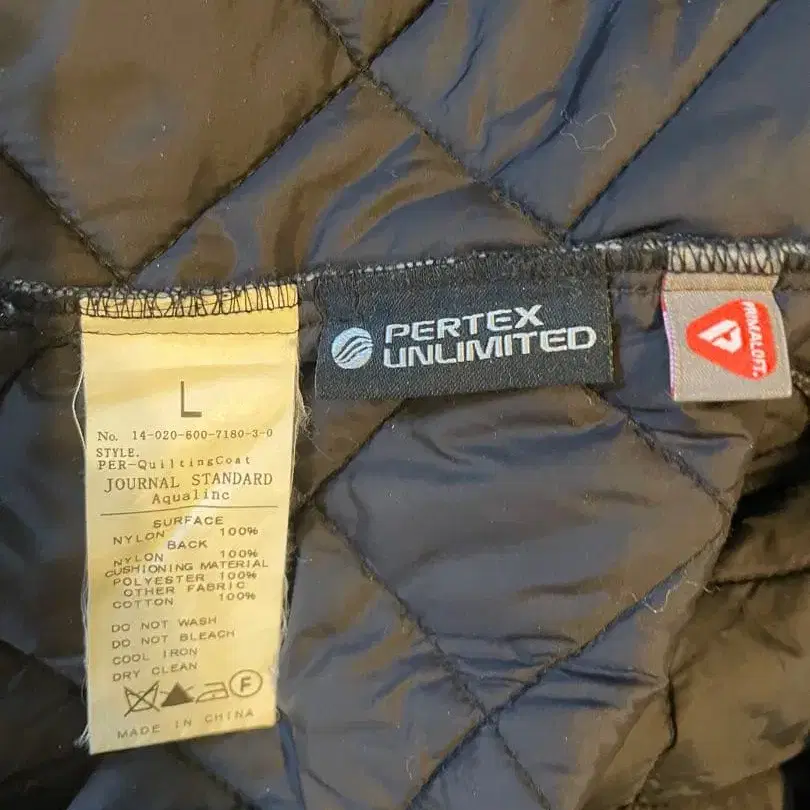 L
No. 14-020-600-7180-3-0
STYLE.
PER-QuiltingCoat
JOURNAL STANDARD
Aqualinc
SURFACE
NYLON 100%
BACK
NYLON 100%
CUSHIONING MATERIAL
POLYESTER 100%
OTHER FABRIC
COTTON 100%
DO NOT WASH
DO NOT BLEACH
COOL IRON
DRY CLEAN
F
MADE IN CHINA
PERTEX
UNLIMITED
PRIMALOFT